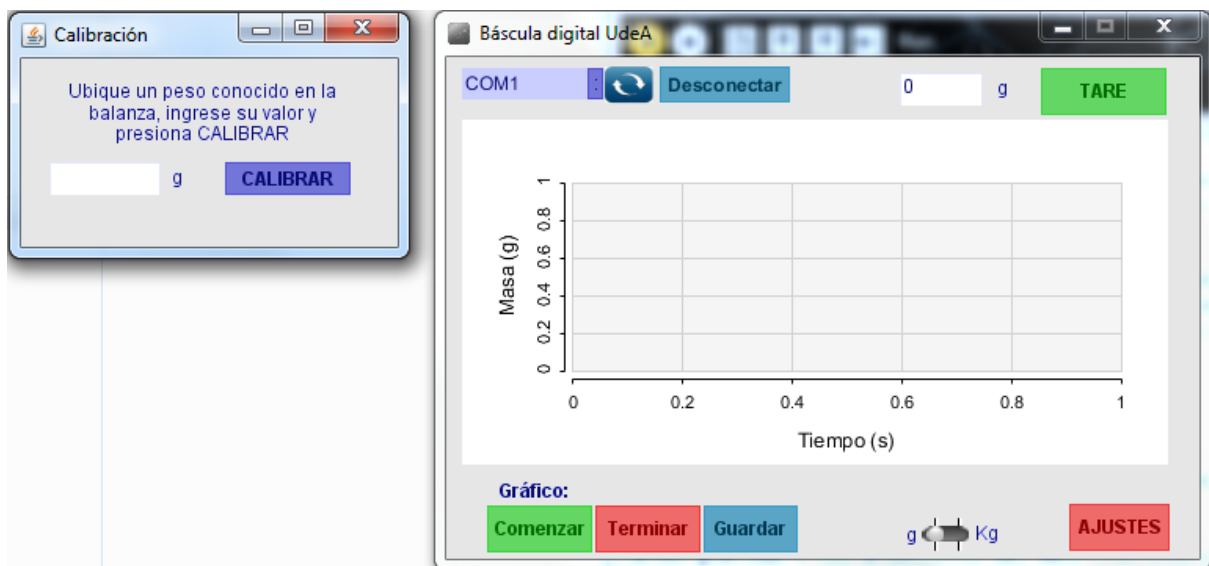 Calibración
Ubique un peso conocido en la
balanza, ingrese su valor y
presiona CALIBRAR
g CALIBRAR
Báscula digital UdeA
COM1 : Desconectar 0 g TARE
Masa (g)
1
0.8
0.6
0.4
0.2
0
0 0.2 0.4 0.6 0.8 1
Tiempo (s)
Gráfico:
Comenzar Terminar Guardar g Kg AJUSTES